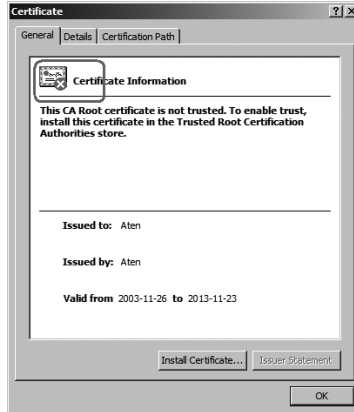 Certificate
General Details Certification Path
Certificate Information
This CA Root certificate is not trusted. To enable trust,
install this certificate in the Trusted Root Certification
Authorities store.
Issued to: Aten
Issued by: Aten
Valid from 2003-11-26 to 2013-11-23
Install Certificate... Issuer Statement
OK